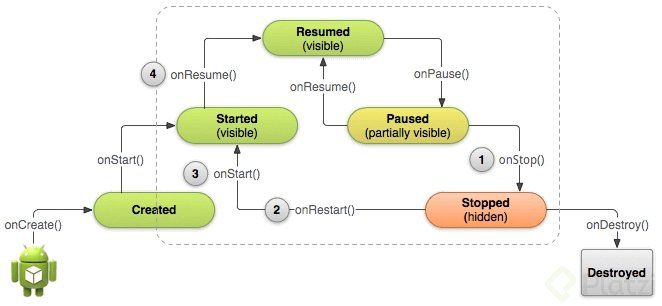 Resumed
(visible)
4
onResume()
onResume()
onPause()
Started
(visible)
Paused
(partially visible)
onStart()
3
onStart()
1
onStop()
Created
2
onRestart()
Stopped
(hidden)
onCreate()
onDestroy()
Destroyed
Platzi